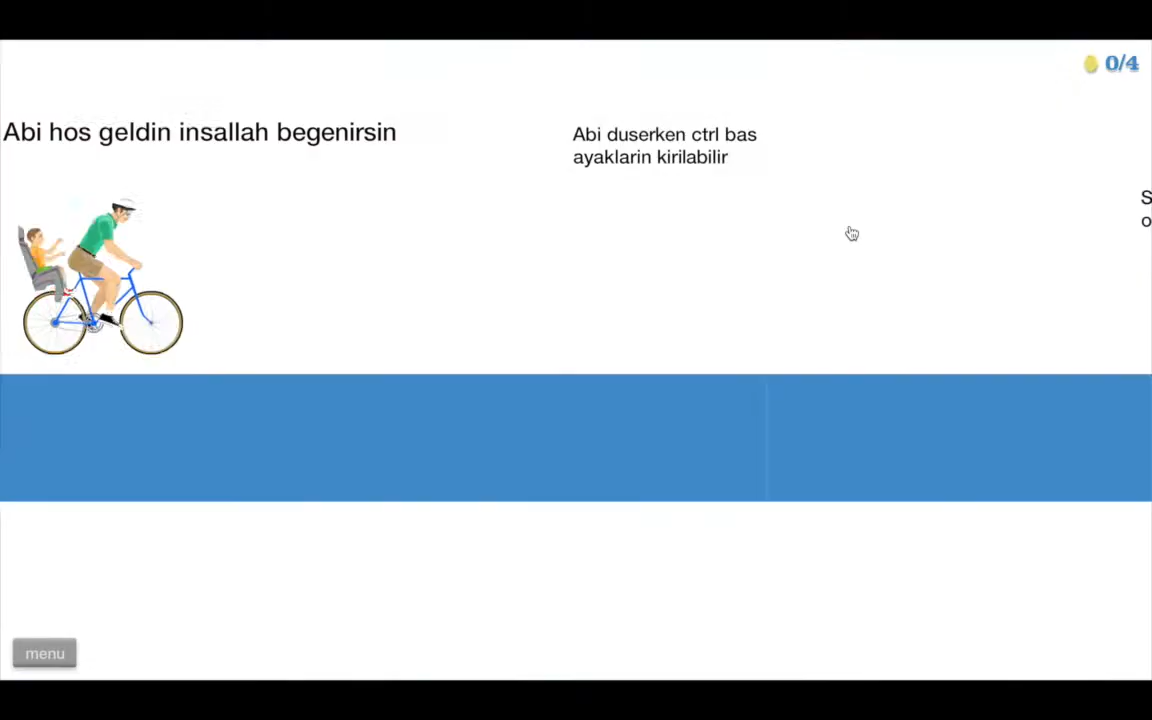 0/4
Abi hos geldin insallah begenirsin
Abi duserken ctrl bas
ayaklarin kirilabilir
S
o
menu